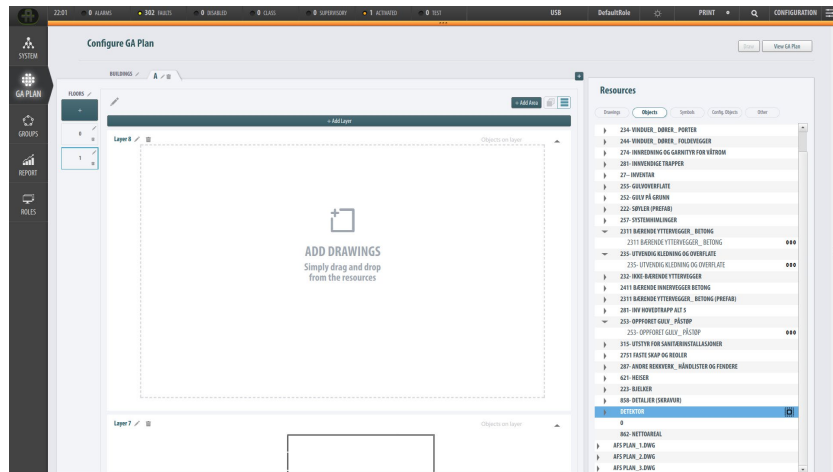 22:01 0 ALARMS 302 FAULTS 0 DISABLED 0 CLASS 0 SUPERVISORY 1 ACTIVATED 0 TEST USB DefaultRole PRINT CONFIGURATION
SYSTEM
GA PLAN
GROUPS
REPORT
ROLES
Configure GA Plan
View GA Plan
BUILDINGS A
FLOORS
+
0
1
+ Add Area
+ Add Layer
Layer 8 Objects on layer
ADD DRAWINGS
Simply drag and drop
from the resources
Layer 7 Objects on layer
Resources
Drawings Objects Symbols Config. Objects Other
234- VINDUER_ DØRER_ PORTER
244- VINDUER_ DØRER_ FOLDEVEGGER
274- INNREDNING OG GARNITYR FOR VÅTROM
281- INNVENDIGE TRAPPER
27-- INVENTAR
255- GULVOVERFLATE
252- GULV PÅ GRUNN
222- SØYLER (PREFAB)
257- SYSTEMHIMLINGER
2311 BÆRENDE YTTERVEGGER_ BETONG
2311 BÆRENDE YTTERVEGGER_ BETONG
235- UTVENDIG KLEDNING OG OVERFLATE
235- UTVENDIG KLEDNING OG OVERFLATE
232- IKKE-BÆRENDE YTTERVEGGER
2411 BÆRENDE INNERVEGGER BETONG
2311 BÆRENDE YTTERVEGGER_ BETONG (PREFAB)
281- INV HOVEDTRAPP ALT 5
253- OPPFORET GULV_ PÅSTØP
253- OPPFORET GULV_ PÅSTØP
315- UTSTYR FOR SANITÆRINSTALLASJONER
2751 FASTE SKAP OG REOLER
287- ANDRE REKKVERK_ HÅNDLISTER OG FENDERE
621- HEISER
223- BJELKER
858- DETALJER (SKRAVUR)
DETEKTOR
0
862- NETTOAREAL
AFS PLAN_1.DWG
AFS PLAN_2.DWG
AFS PLAN_3.DWG